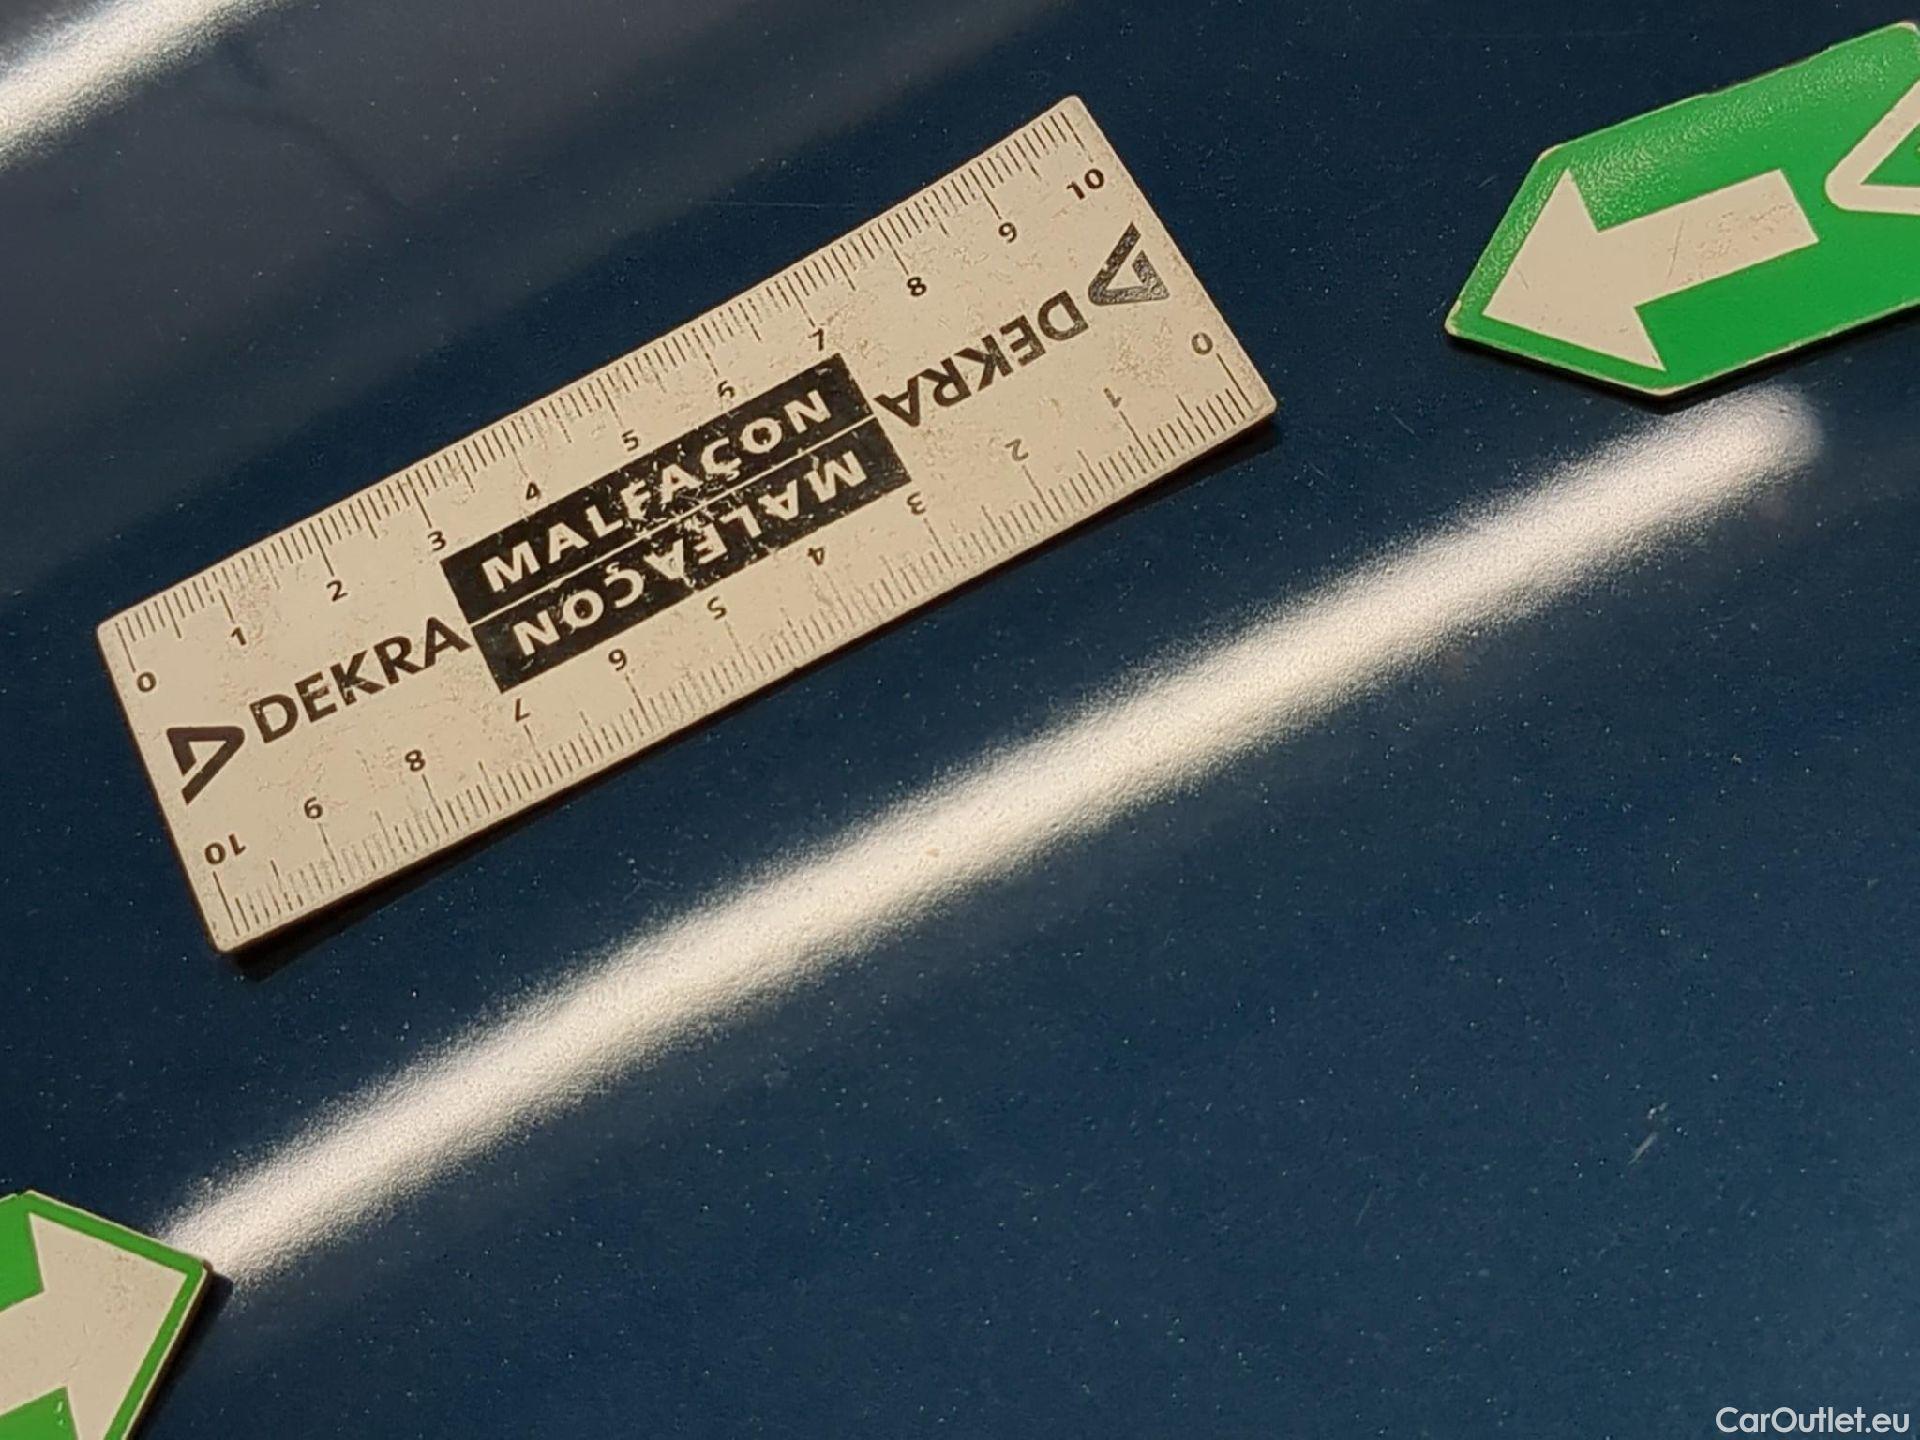 0 1 2 3 4 5 6 7 8 9 10
DEKRA
MALFAÇON
MALFAÇON
DEKRA
10 9 8 7 6 5 4 3 2 1 0
CarOutlet.eu